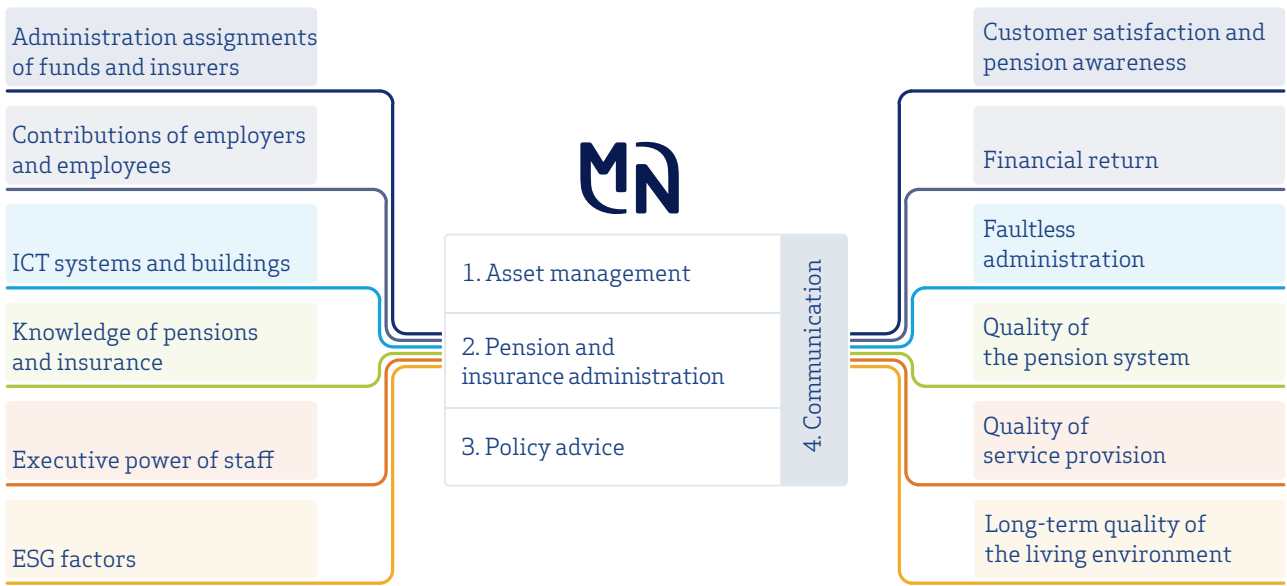 Administration assignments
of funds and insurers
Contributions of employers
and employees
ICT systems and buildings
Knowledge of pensions
and insurance
Executive power of staff
ESG factors
MN
1. Asset management
2. Pension and
insurance administration
3. Policy advice
4. Communication
Customer satisfaction and
pension awareness
Financial return
Faultless
administration
Quality of
the pension system
Quality of
service provision
Long-term quality of
the living environment